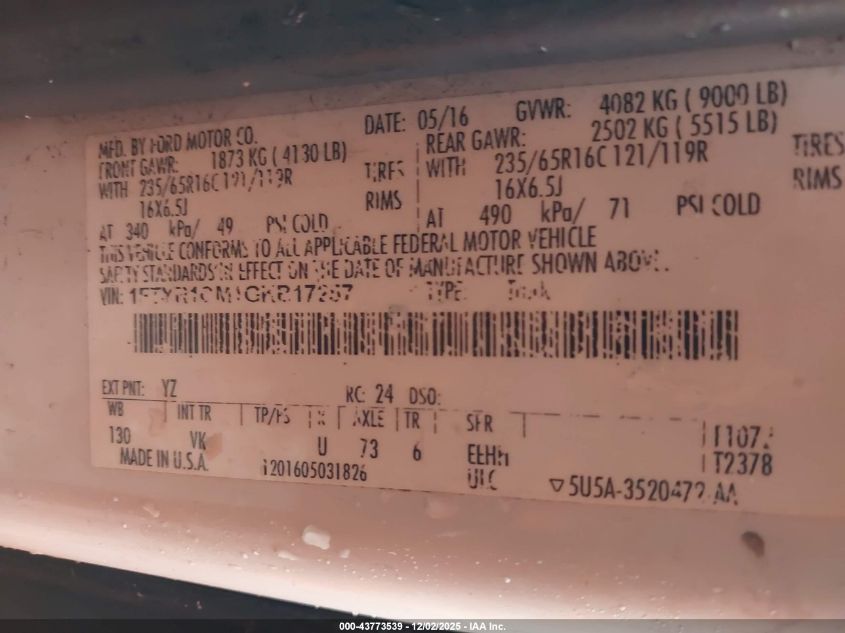 MFD. BY FORD MOTOR CO. DATE: 05/16 GVWR: 4082 KG ( 9000 LB)
FRONT GAWR: 1873 KG ( 4130 LB) REAR GAWR: 2502 KG ( 5515 LB)
WITH 235/65R16C 121/119R TIRES WITH 235/65R16C 121/119R TIRES
16X6.5J RIMS 16X6.5J RIMS
AT 340 kPa/ 49 PSI COLD AT 490 kPa/ 71 PSI COLD
THIS VEHICLE CONFORMS TO ALL APPLICABLE FEDERAL MOTOR VEHICLE
SAFETY STANDARDS IN EFFECT ON THE DATE OF MANUFACTURE SHOWN ABOVE.
VIN: TYPE: Truck
EXT PNT: YZ RC: 24 DSO:
WB INT TR TP/PS R AXLE TR SFR
130 VK U 73 6 T2378
MADE IN U.S.A. 1201605031826 ULC ▽5U5A-3520472-AA
000-43773539 - 12/02/2025 - IAA Inc.